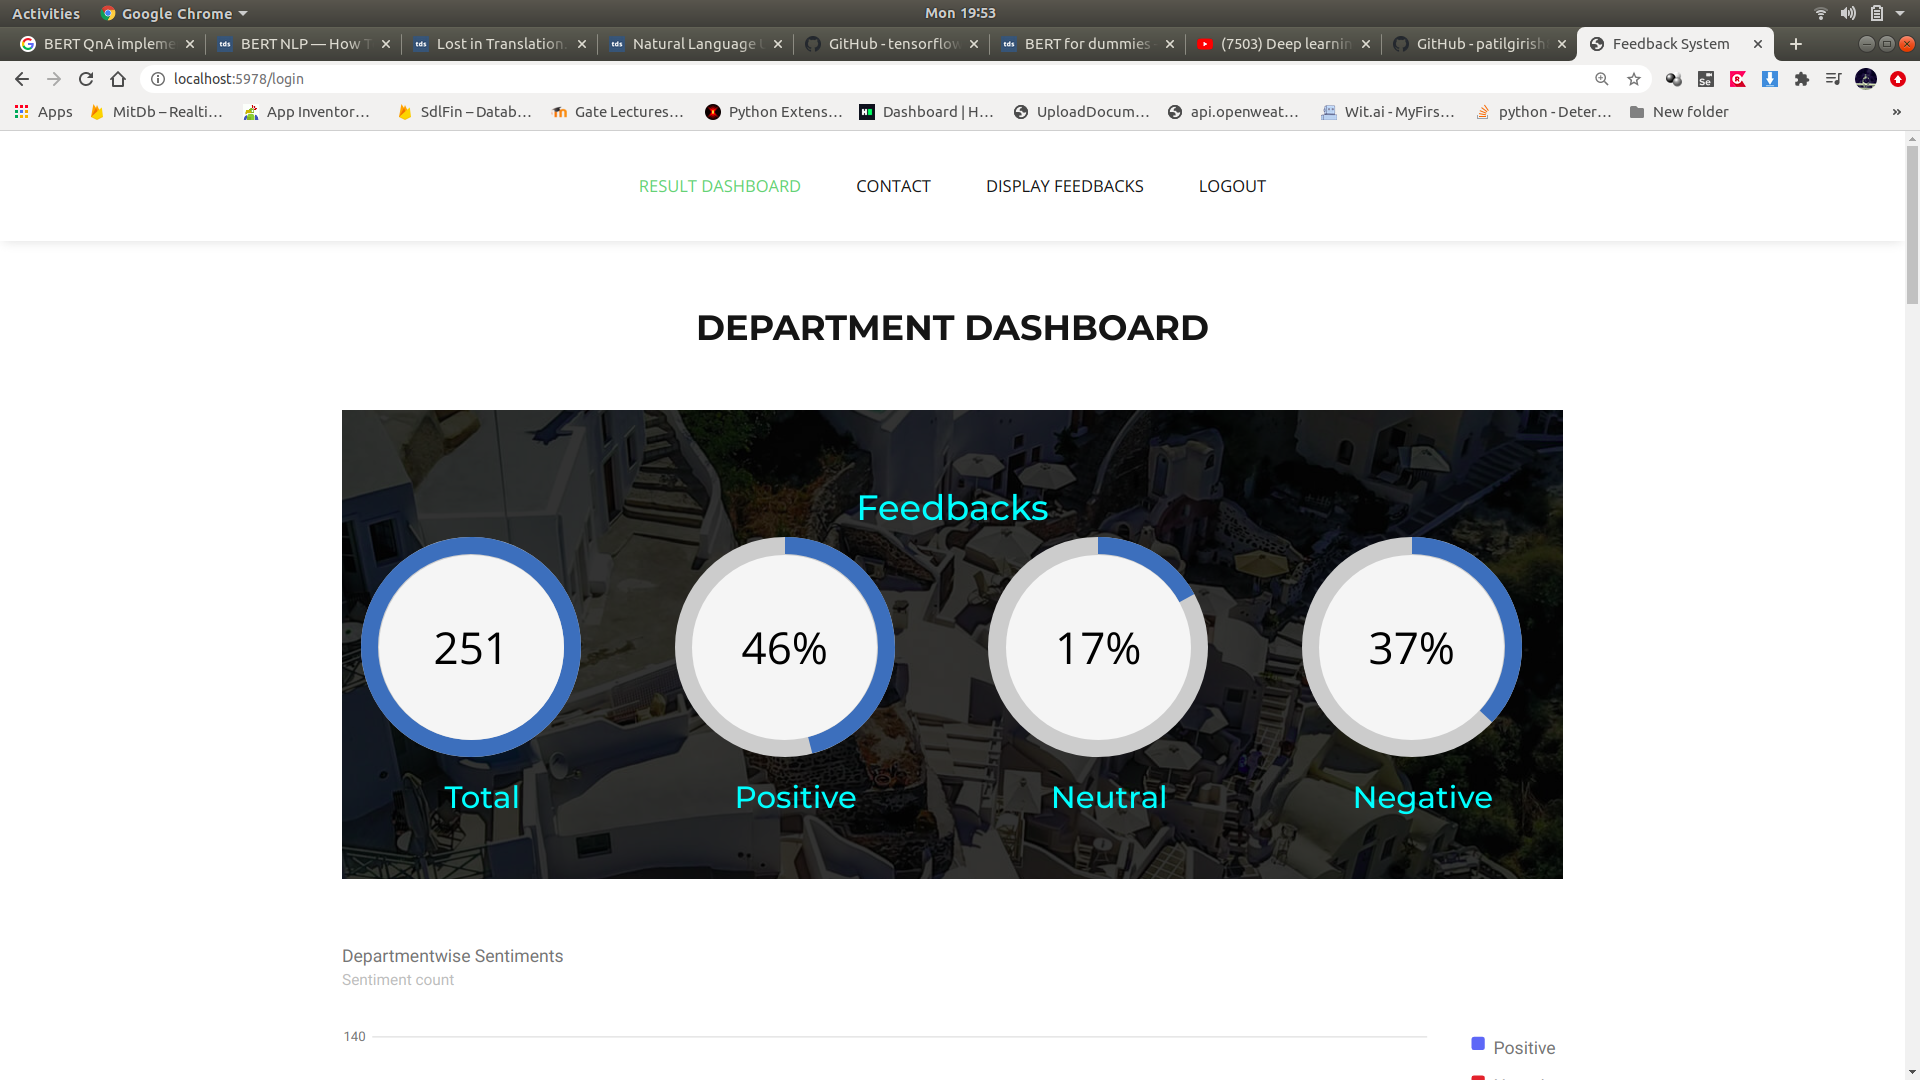 Activities Google Chrome Mon 19:53
BERT QnA impleme BERT NLP — How T Lost in Translation. Natural Language U GitHub - tensorflow BERT for dummies - (7503) Deep learnin GitHub - patilgirish Feedback System
localhost:5978/login
Apps MitDb – Realti... App Inventor... SdlFin – Datab... Gate Lectures... Python Extens... Dashboard | H... UploadDocum... api.openweat... Wit.ai - MyFirs... python - Deter... New folder »
RESULT DASHBOARD CONTACT DISPLAY FEEDBACKS LOGOUT
DEPARTMENT DASHBOARD
Feedbacks
251 46% 17% 37%
Total Positive Neutral Negative
Departmentwise Sentiments
Sentiment count
140
Positive